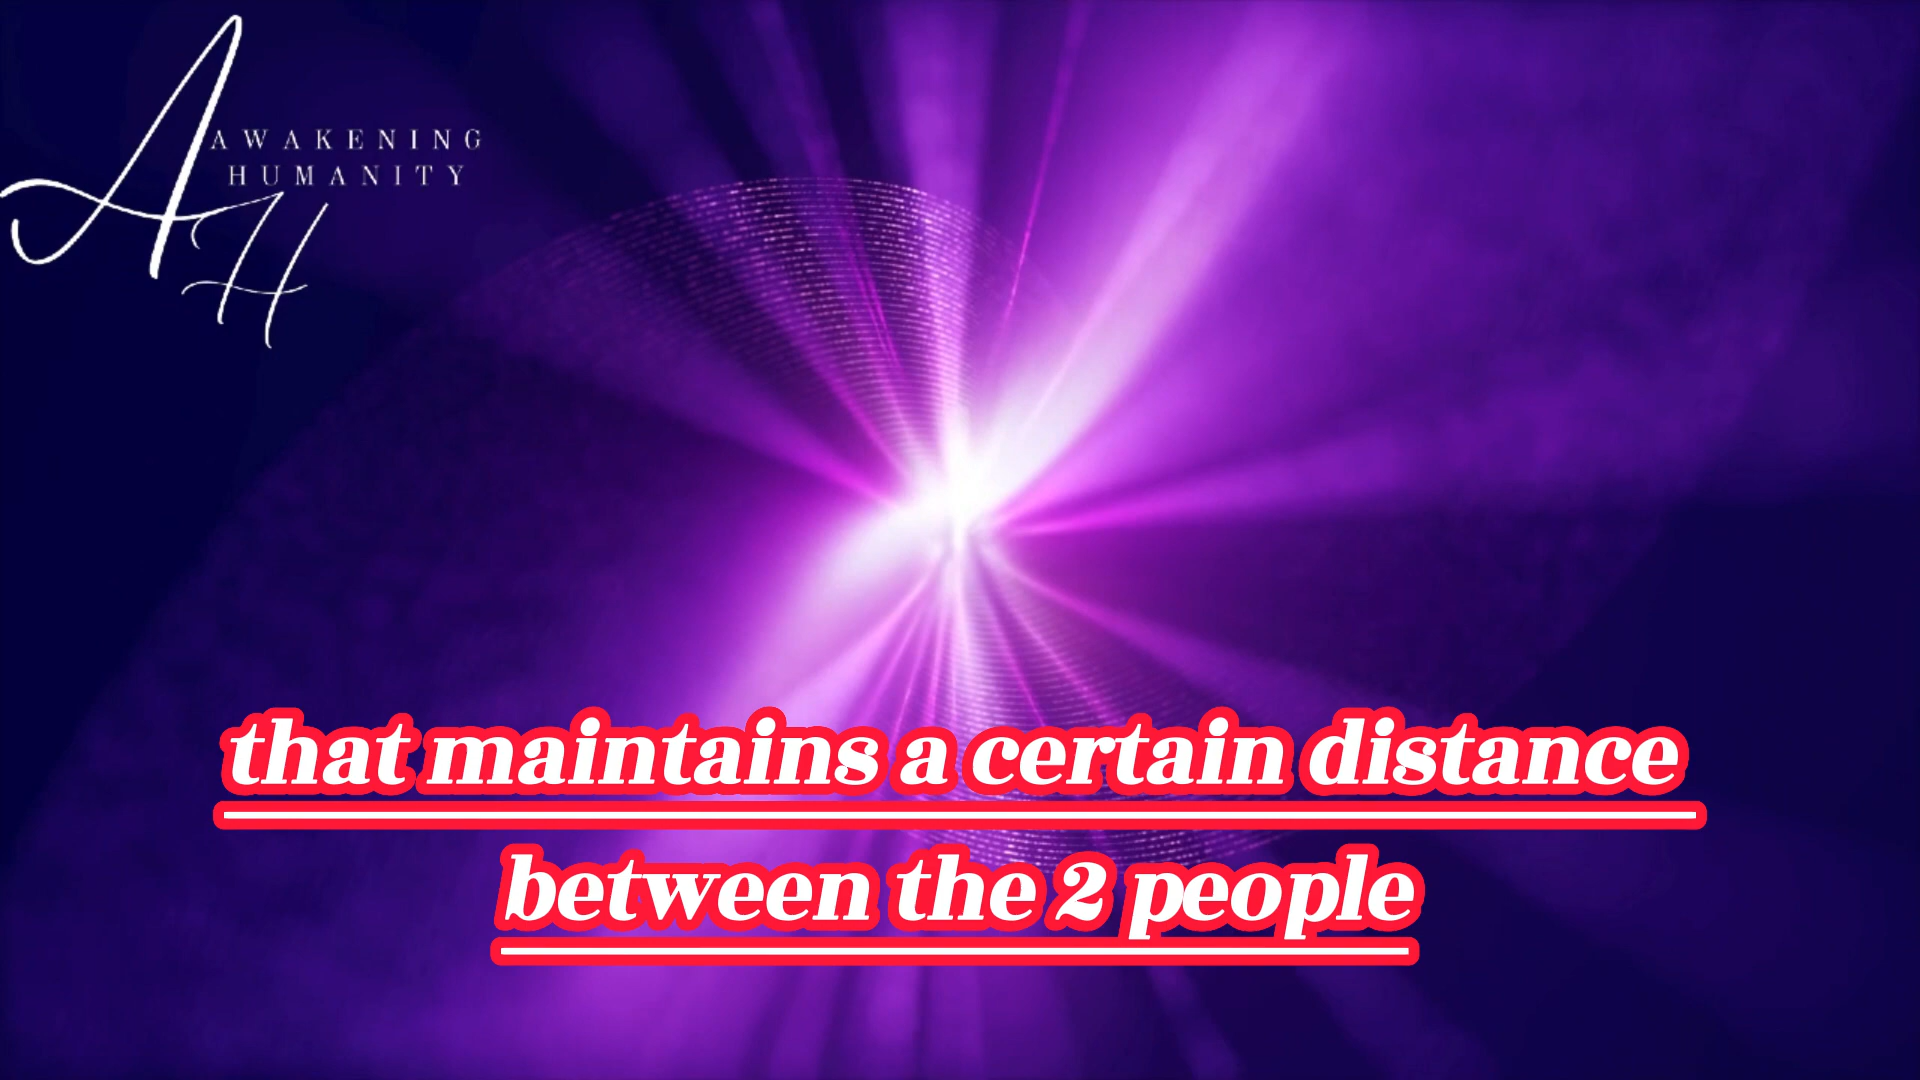 A
AWAKENING
HUMANITY
H
that maintains a certain distance
between the 2 people